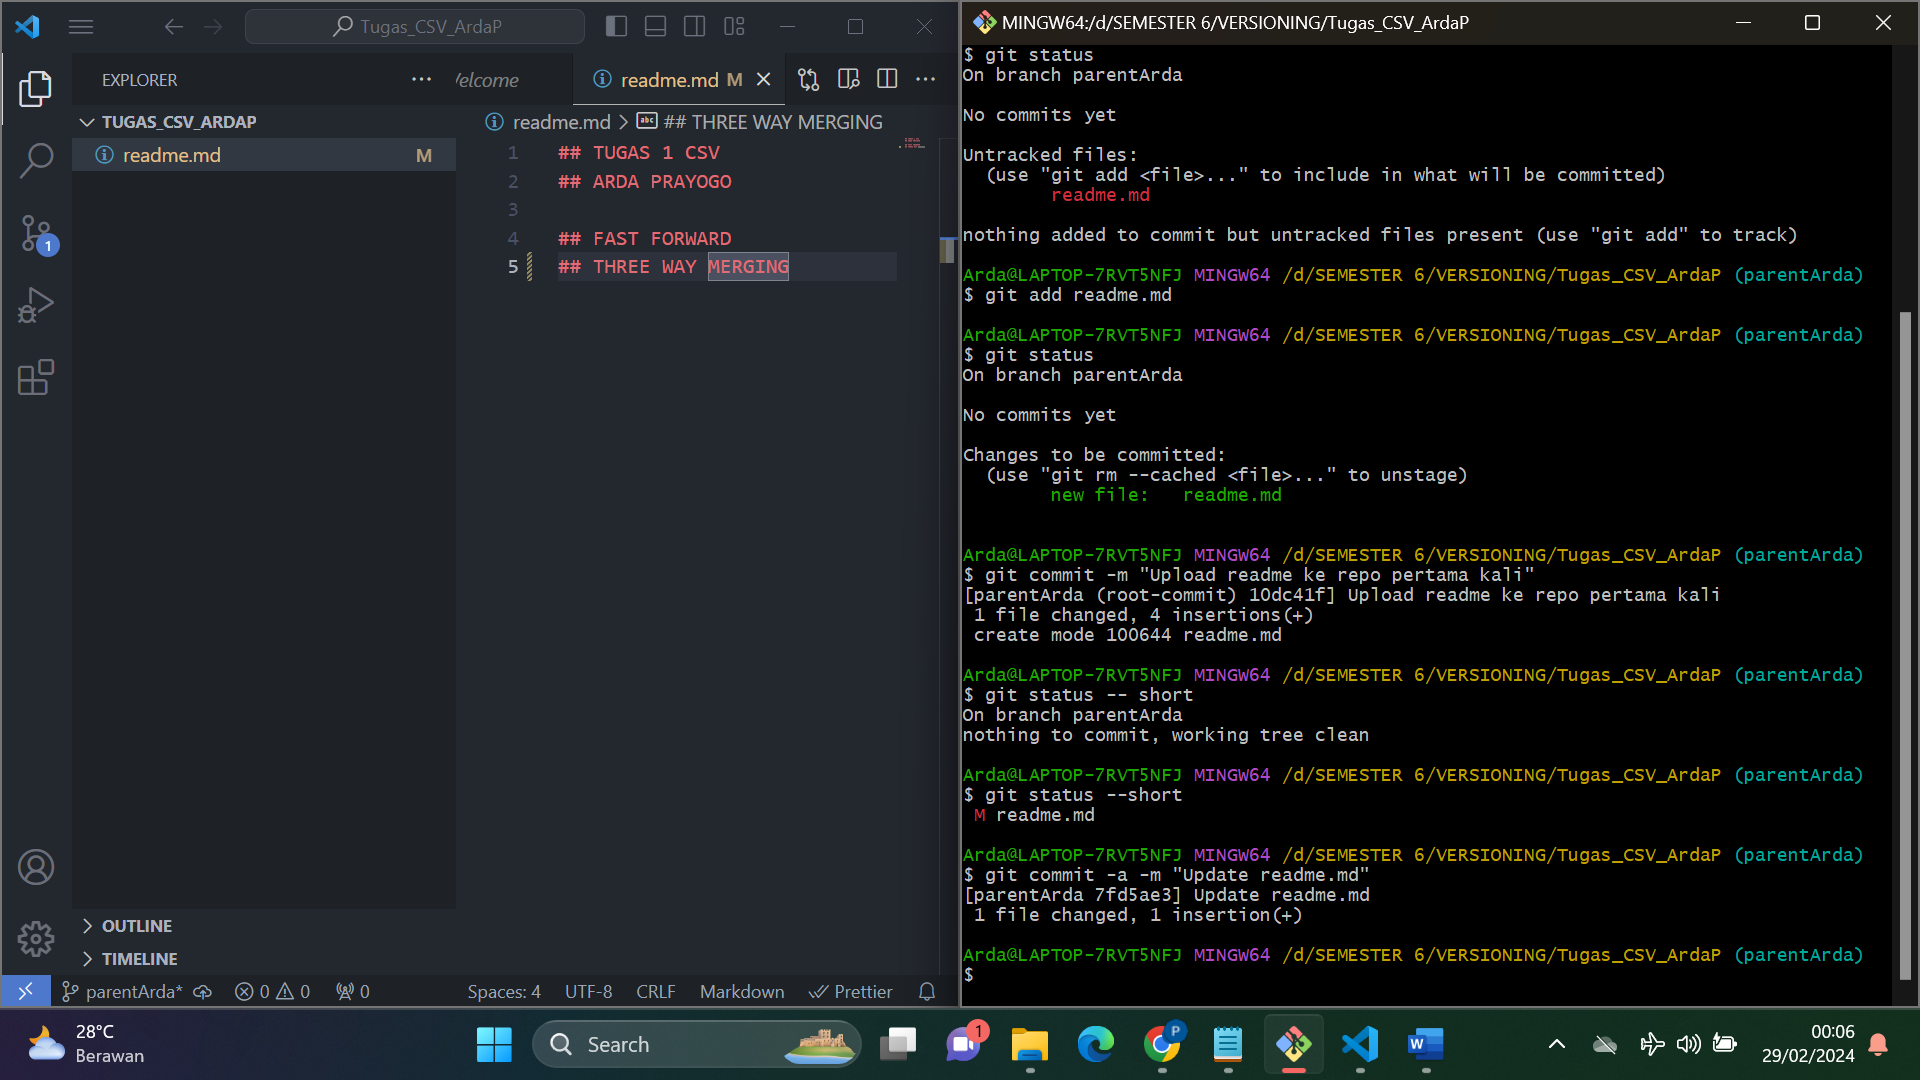 Tugas_CSV_ArdaP
EXPLORER
Welcome
readme.md M
TUGAS_CSV_ARDAP
readme.md M
readme.md > ## THREE WAY MERGING
1 ## TUGAS 1 CSV
2 ## ARDA PRAYOGO
3
4 ## FAST FORWARD
5 ## THREE WAY MERGING
1
OUTLINE
TIMELINE
parentArda* 0 0 0 Spaces: 4 UTF-8 CRLF Markdown Prettier
MINGW64:/d/SEMESTER 6/VERSIONING/Tugas_CSV_ArdaP
$ git status
On branch parentArda
No commits yet
Untracked files:
(use "git add <file>..." to include in what will be committed)
readme.md
nothing added to commit but untracked files present (use "git add" to track)
Arda@LAPTOP-7RVT5NFJ MINGW64 /d/SEMESTER 6/VERSIONING/Tugas_CSV_ArdaP (parentArda)
$ git add readme.md
Arda@LAPTOP-7RVT5NFJ MINGW64 /d/SEMESTER 6/VERSIONING/Tugas_CSV_ArdaP (parentArda)
$ git status
On branch parentArda
No commits yet
Changes to be committed:
(use "git rm --cached <file>..." to unstage)
new file:   readme.md
Arda@LAPTOP-7RVT5NFJ MINGW64 /d/SEMESTER 6/VERSIONING/Tugas_CSV_ArdaP (parentArda)
$ git commit -m "Upload readme ke repo pertama kali"
[parentArda (root-commit) 10dc41f] Upload readme ke repo pertama kali
1 file changed, 4 insertions(+)
create mode 100644 readme.md
Arda@LAPTOP-7RVT5NFJ MINGW64 /d/SEMESTER 6/VERSIONING/Tugas_CSV_ArdaP (parentArda)
$ git status -- short
On branch parentArda
nothing to commit, working tree clean
Arda@LAPTOP-7RVT5NFJ MINGW64 /d/SEMESTER 6/VERSIONING/Tugas_CSV_ArdaP (parentArda)
$ git status --short
M readme.md
Arda@LAPTOP-7RVT5NFJ MINGW64 /d/SEMESTER 6/VERSIONING/Tugas_CSV_ArdaP (parentArda)
$ git commit -a -m "Update readme.md"
[parentArda 7fd5ae3] Update readme.md
1 file changed, 1 insertion(+)
Arda@LAPTOP-7RVT5NFJ MINGW64 /d/SEMESTER 6/VERSIONING/Tugas_CSV_ArdaP (parentArda)
$
28°C
Berawan
Search
1
P
W
00:06
29/02/2024